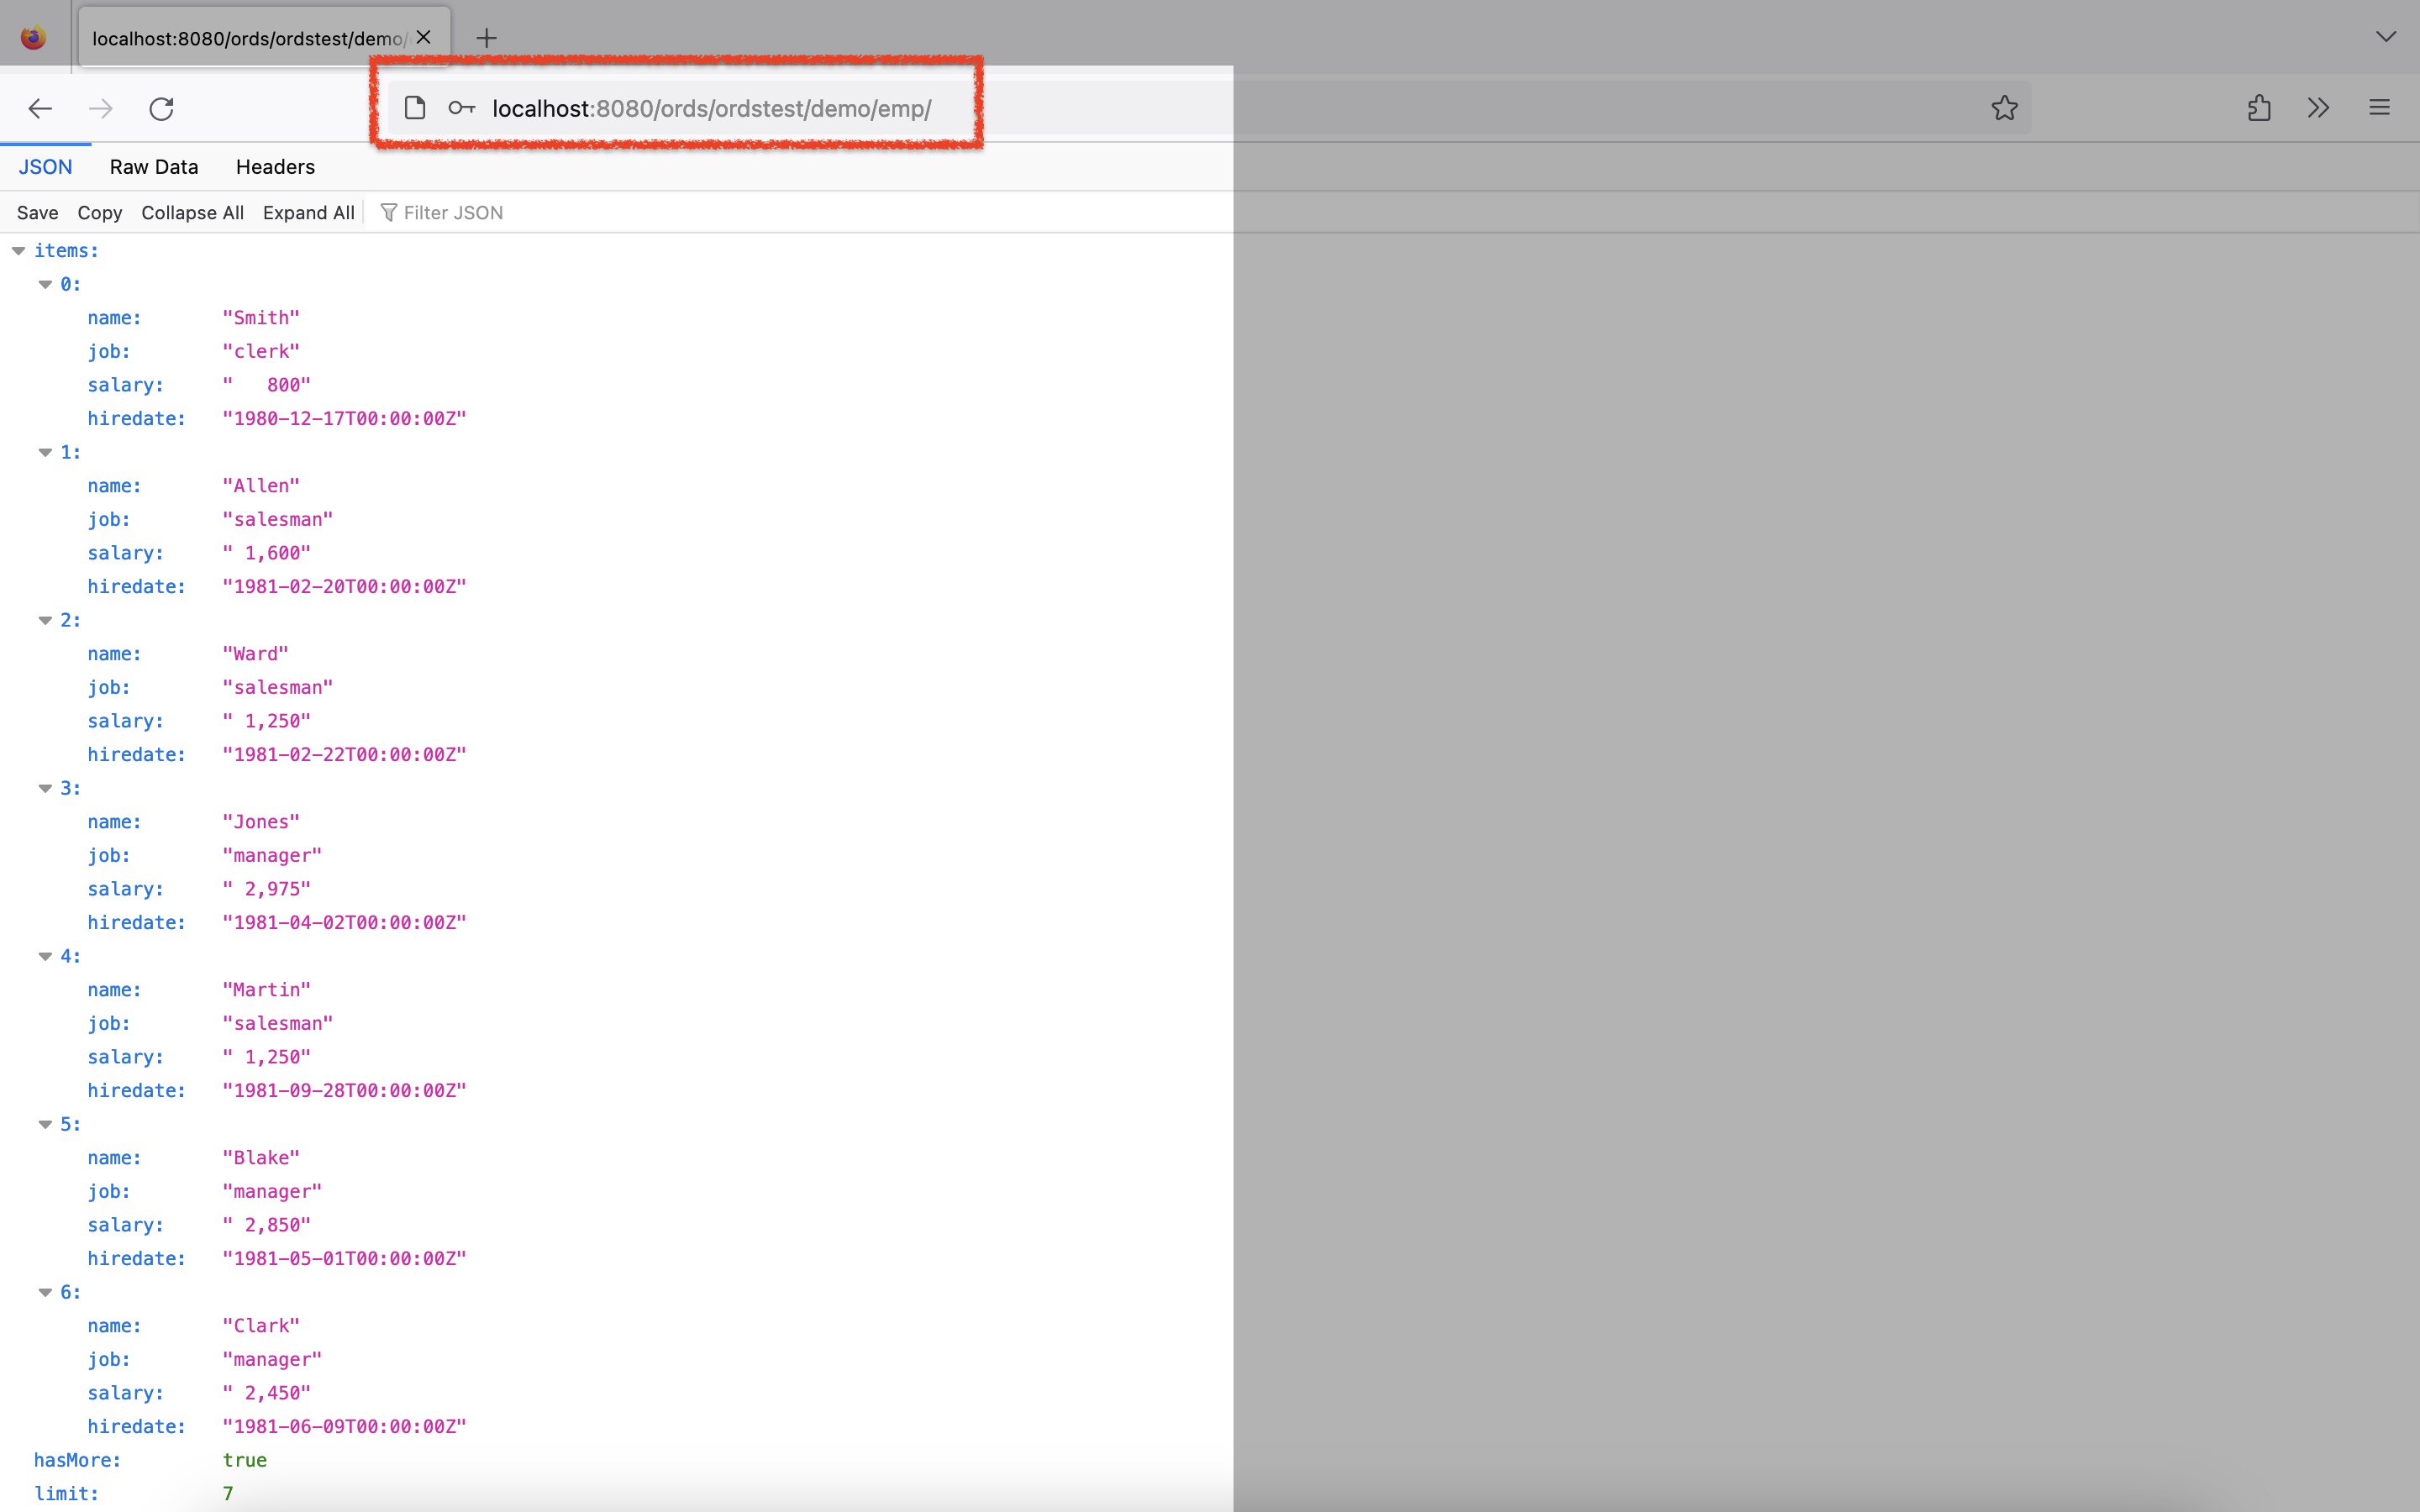 localhost:8080/ords/ordstest/demo/
localhost:8080/ords/ordstest/demo/emp/
JSON Raw Data Headers
Save Copy Collapse All Expand All Filter JSON
items:
0:
name: "Smith"
job: "clerk"
salary: "   800"
hiredate: "1980-12-17T00:00:00Z"
1:
name: "Allen"
job: "salesman"
salary: " 1,600"
hiredate: "1981-02-20T00:00:00Z"
2:
name: "Ward"
job: "salesman"
salary: " 1,250"
hiredate: "1981-02-22T00:00:00Z"
3:
name: "Jones"
job: "manager"
salary: " 2,975"
hiredate: "1981-04-02T00:00:00Z"
4:
name: "Martin"
job: "salesman"
salary: " 1,250"
hiredate: "1981-09-28T00:00:00Z"
5:
name: "Blake"
job: "manager"
salary: " 2,850"
hiredate: "1981-05-01T00:00:00Z"
6:
name: "Clark"
job: "manager"
salary: " 2,450"
hiredate: "1981-06-09T00:00:00Z"
hasMore: true
limit: 7